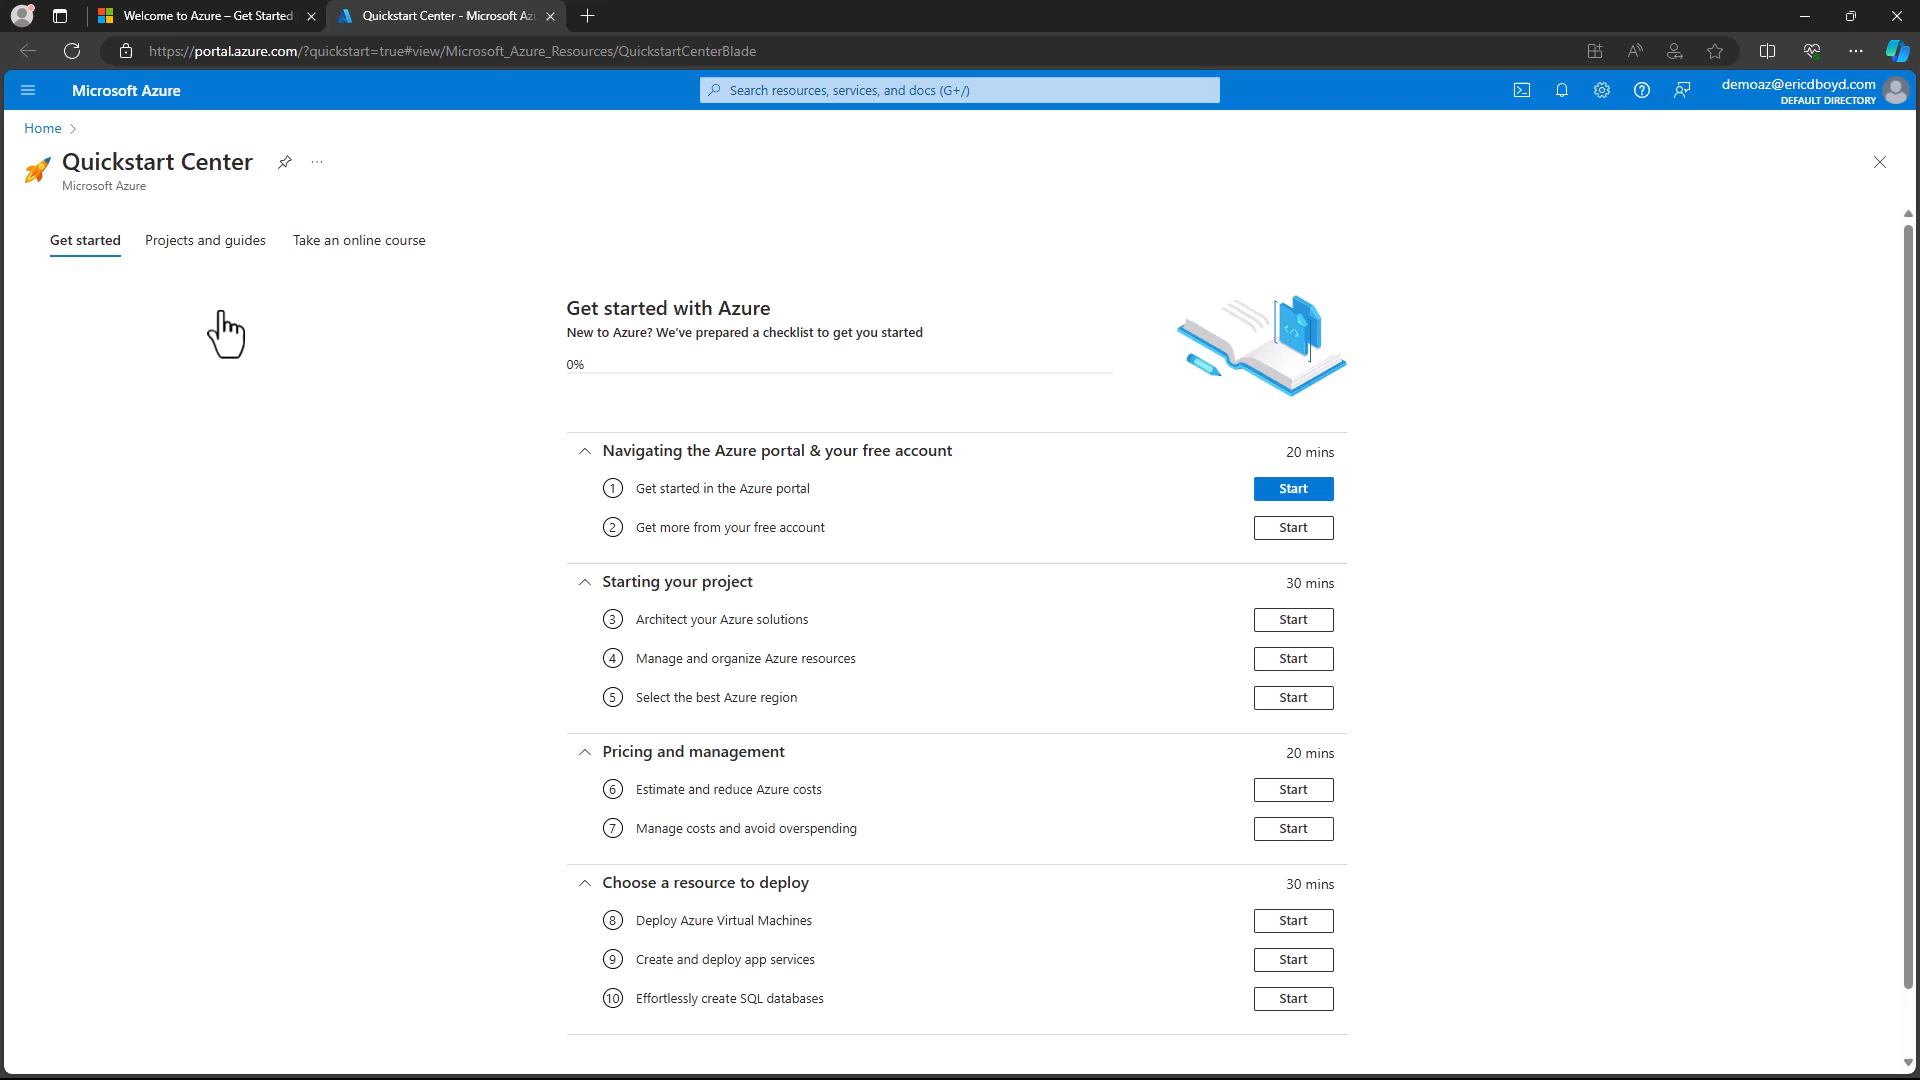 Welcome to Azure – Get Started
Quickstart Center - Microsoft Az
https://portal.azure.com/?quickstart=true#view/Microsoft_Azure_Resources/QuickstartCenterBlade
Microsoft Azure
Search resources, services, and docs (G+/)
demoaz@ericdboyd.com
DEFAULT DIRECTORY
Home
Quickstart Center
Microsoft Azure
Get started
Projects and guides
Take an online course
Get started with Azure
New to Azure? We've prepared a checklist to get you started
0%
Navigating the Azure portal & your free account 20 mins
1 Get started in the Azure portal Start
2 Get more from your free account Start
Starting your project 30 mins
3 Architect your Azure solutions Start
4 Manage and organize Azure resources Start
5 Select the best Azure region Start
Pricing and management 20 mins
6 Estimate and reduce Azure costs Start
7 Manage costs and avoid overspending Start
Choose a resource to deploy 30 mins
8 Deploy Azure Virtual Machines Start
9 Create and deploy app services Start
10 Effortlessly create SQL databases Start